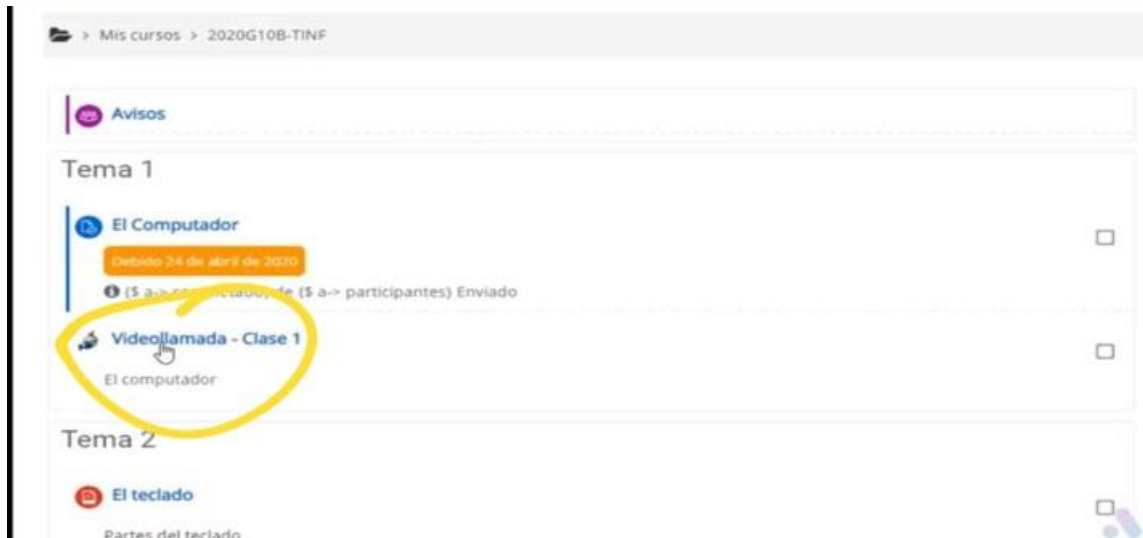 > Mis cursos > 2020G10B-TINF
Avisos
Tema 1
El Computador
Debido 24 de abril de 2020
($ a-> de ($ a-> participantes) Enviado
Videollamada - Clase 1
El computador
Tema 2
El teclado
Partes del teclado